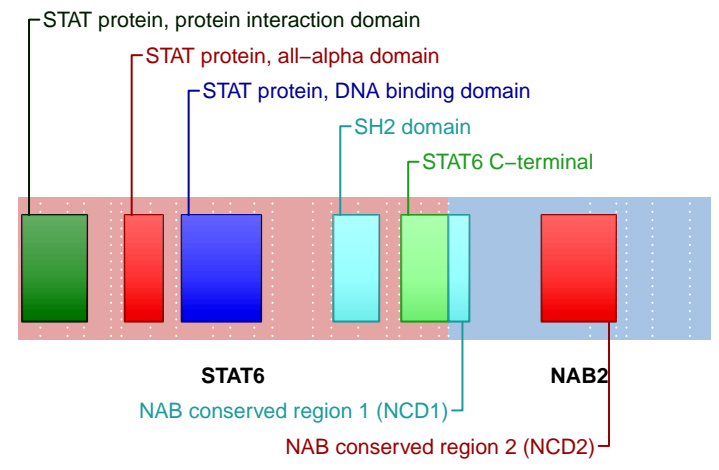 STAT protein, protein interaction domain
STAT protein, all−alpha domain
STAT protein, DNA binding domain
SH2 domain
STAT6 C−terminal
STAT6
NAB2
NAB conserved region 1 (NCD1)
NAB conserved region 2 (NCD2)